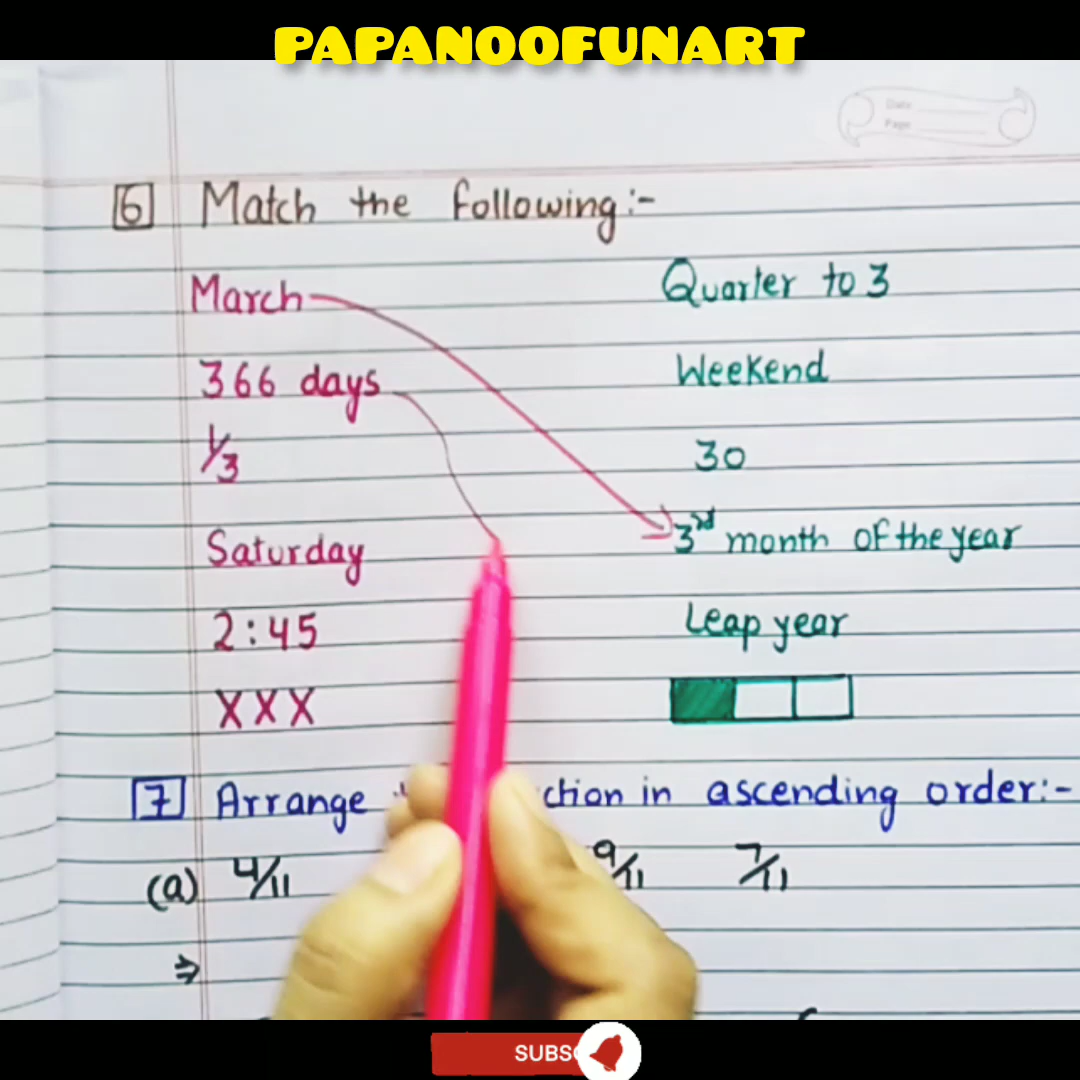 PAPANOOFUNART
Date
Page
6 Match the following:-
March Quarter to 3
366 days Weekend
1/3 30
Saturday 3rd month of the year
2:45 Leap year
XXX
7 Arrange ction in ascending order:-
(a) 4/11 9/11 7/11
⇒
SUBS